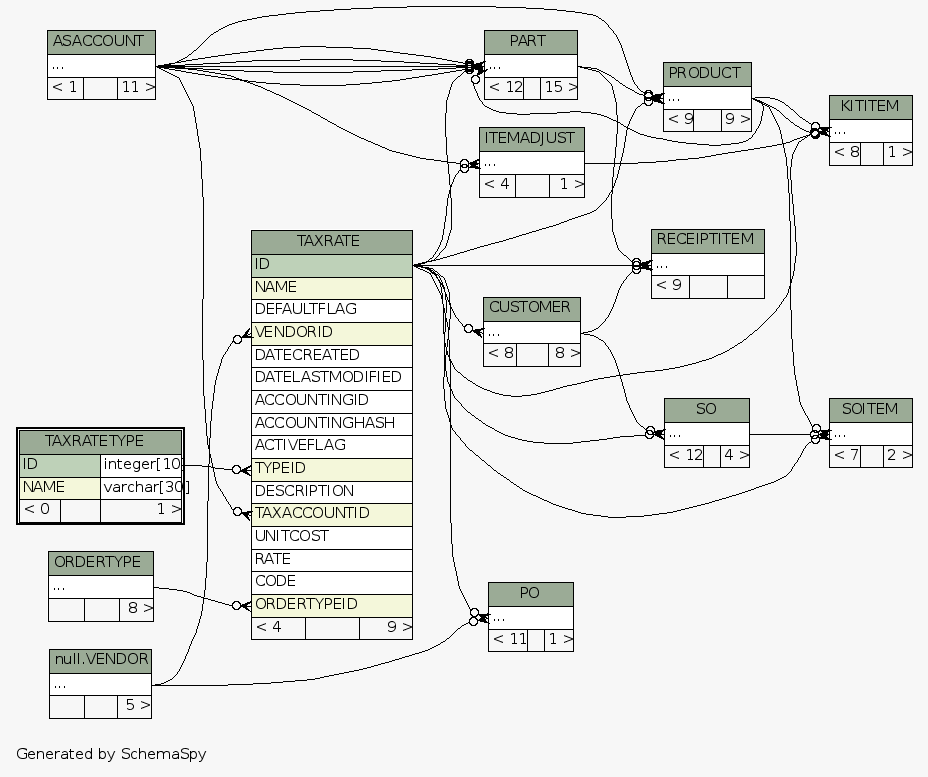 ASACCOUNT
...
< 1 11 >
PART
...
< 12 15 >
PRODUCT
...
< 9 9 >
KITITEM
...
< 8 1 >
ITEMADJUST
...
< 4 1 >
TAXRATE
ID
NAME
DEFAULTFLAG
VENDORID
DATECREATED
DATELASTMODIFIED
ACCOUNTINGID
ACCOUNTINGHASH
ACTIVEFLAG
TYPEID
DESCRIPTION
TAXACCOUNTID
UNITCOST
RATE
CODE
ORDERTYPEID
< 4 9 >
RECEIPTITEM
...
< 9
CUSTOMER
...
< 8 8 >
SO
...
< 12 4 >
SOITEM
...
< 7 2 >
TAXRATETYPE
ID integer[10
NAME varchar[30]
< 0 1 >
ORDERTYPE
...
8 >
PO
...
< 11 1 >
null.VENDOR
...
5 >
Generated by SchemaSpy